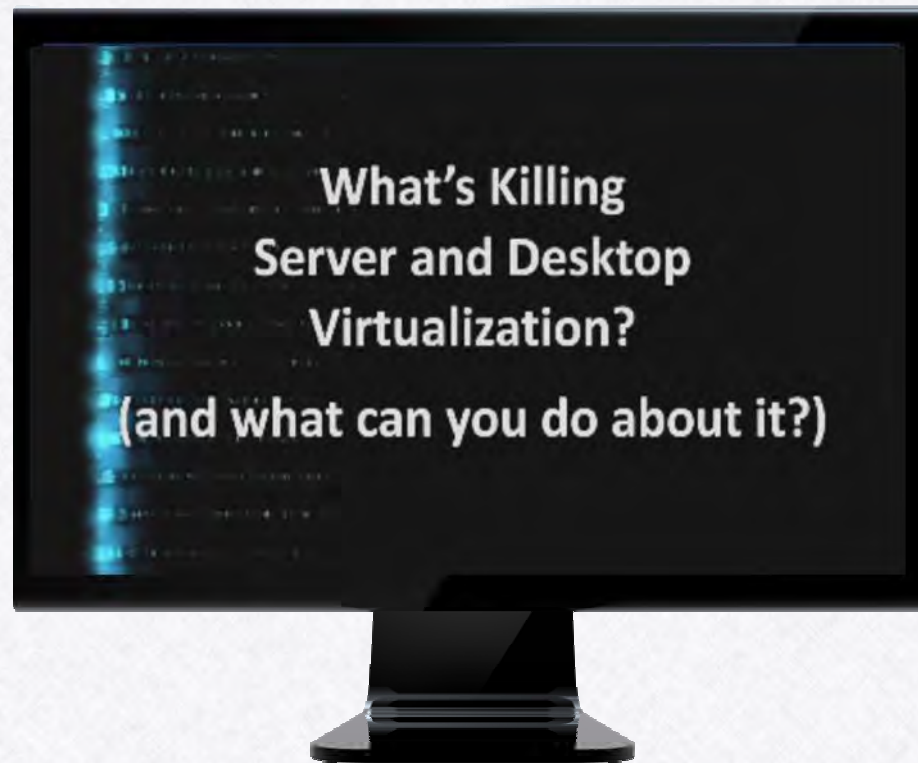 What's Killing
Server and Desktop
Virtualization?
(and what can you do about it?)